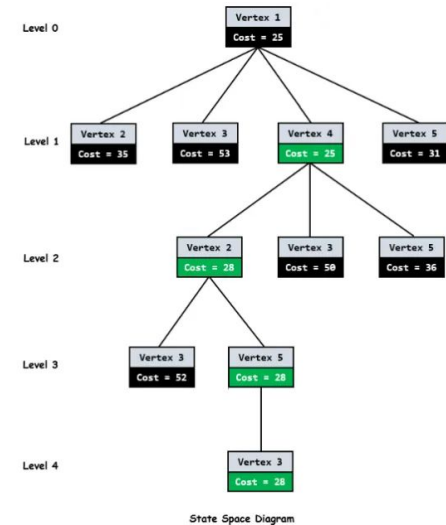 Level 0
Vertex 1
Cost = 25
Level 1
Vertex 2
Cost = 35
Vertex 3
Cost = 53
Vertex 4
Cost = 25
Vertex 5
Cost = 31
Level 2
Vertex 2
Cost = 28
Vertex 3
Cost = 50
Vertex 5
Cost = 36
Level 3
Vertex 3
Cost = 52
Vertex 5
Cost = 28
Level 4
Vertex 3
Cost = 28
State Space Diagram